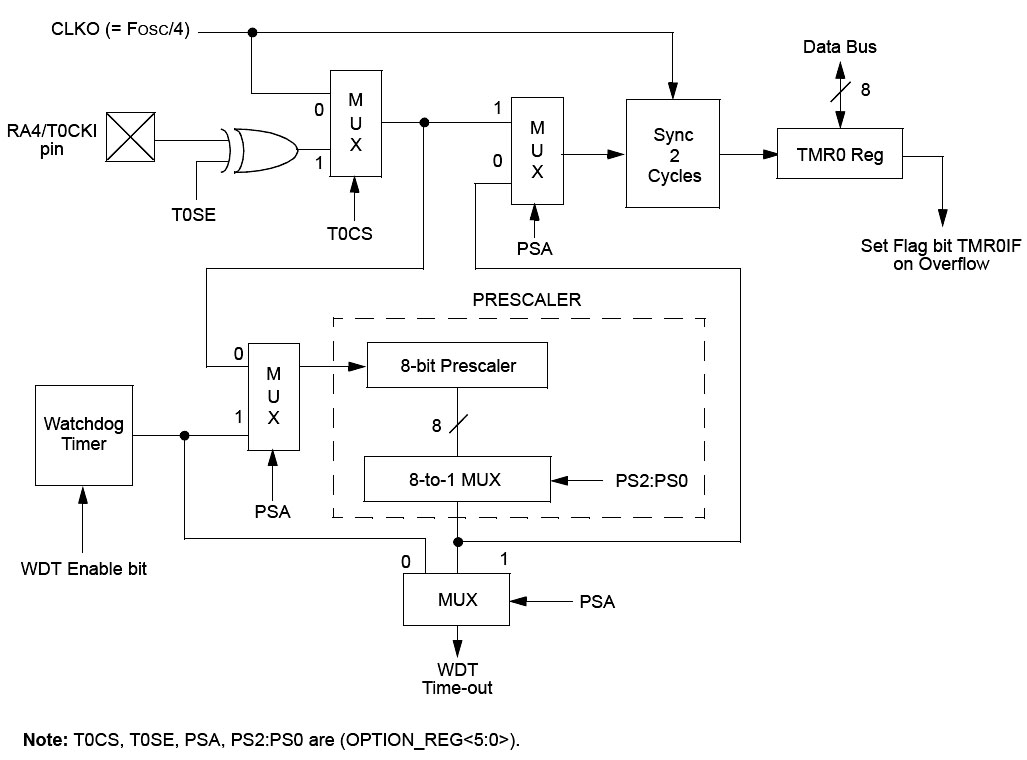 CLKO (= FOSC/4)
Data Bus
8
RA4/T0CKI
pin
0
1
M
U
X
1
0
M
U
X
Sync
2
Cycles
TMR0 Reg
T0SE
T0CS
PSA
Set Flag bit TMR0IF
on Overflow
PRESCALER
0
1
M
U
X
8-bit Prescaler
Watchdog
Timer
8
8-to-1 MUX
PS2:PS0
PSA
WDT Enable bit
0
1
MUX
PSA
WDT
Time-out
Note: T0CS, T0SE, PSA, PS2:PS0 are (OPTION_REG<5:0>).